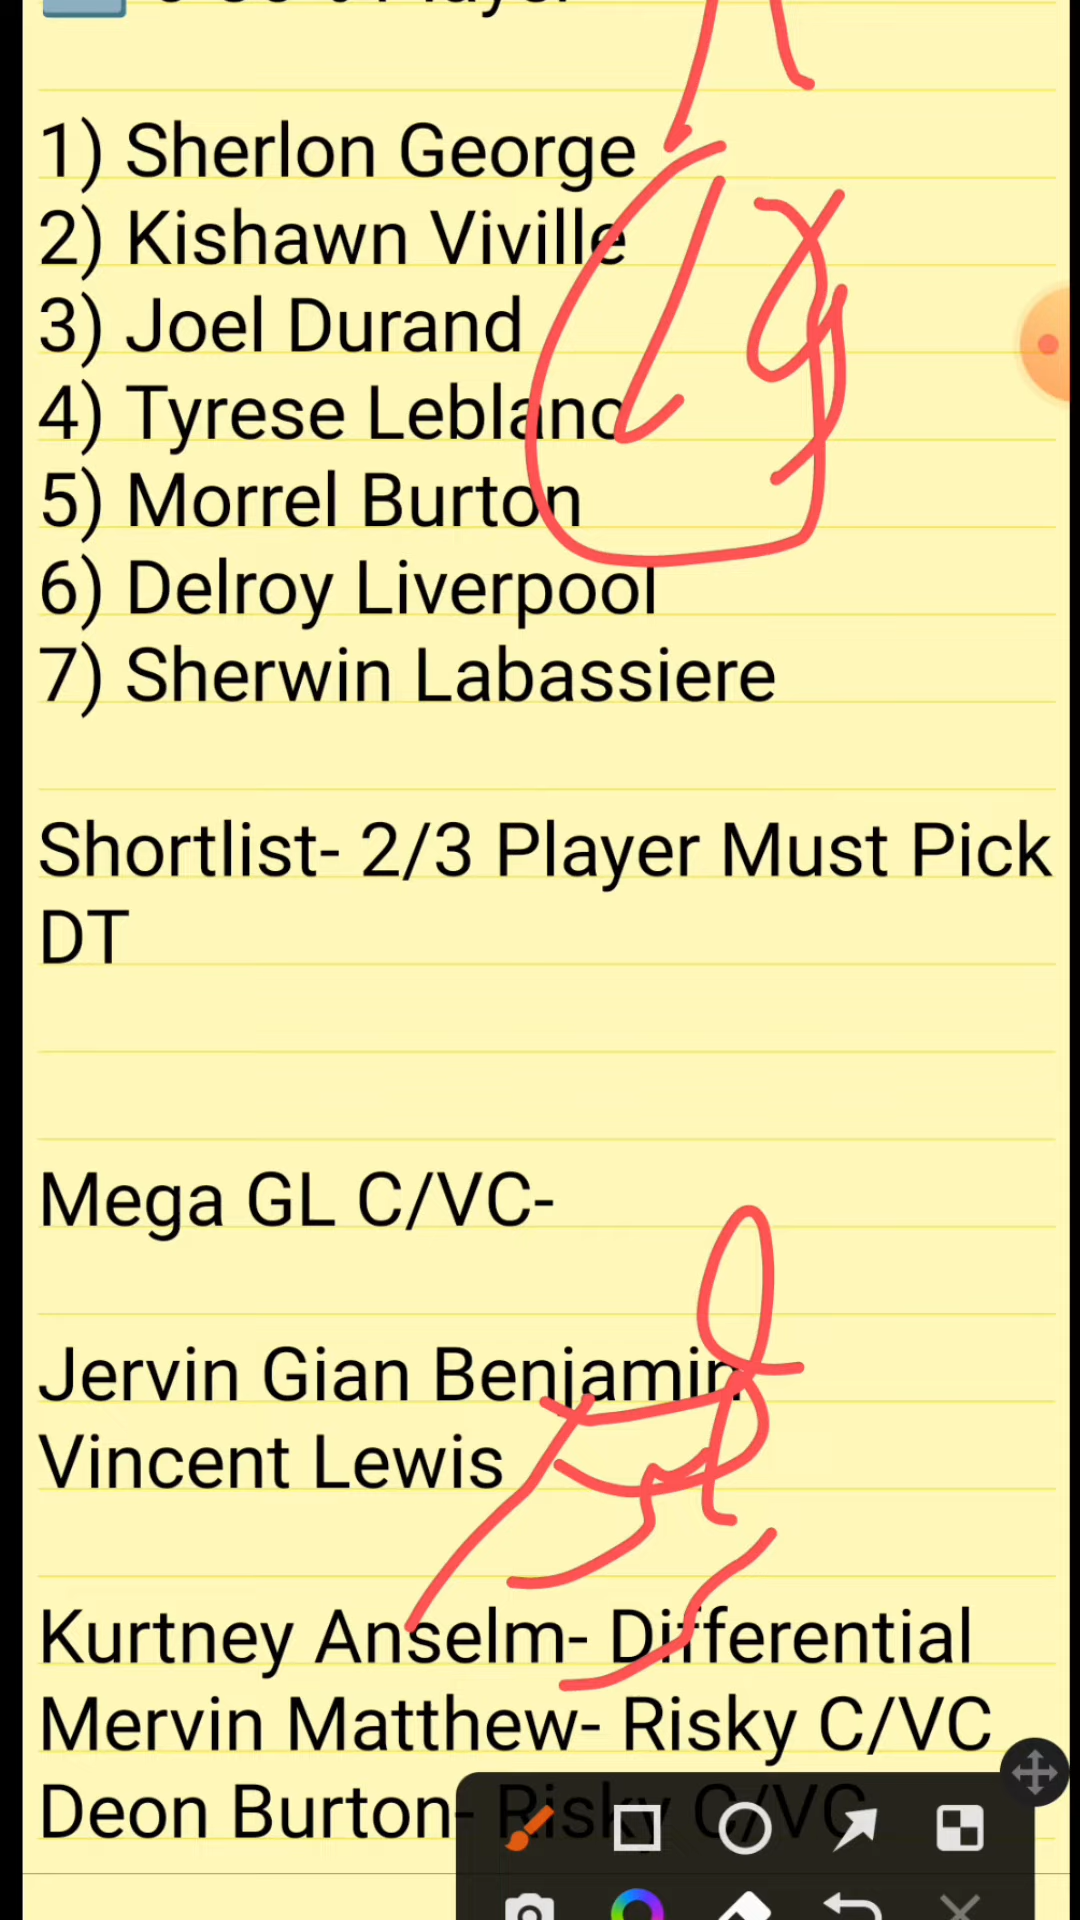 1) Sherlon George
2) Kishawn Viville
3) Joel Durand
4) Tyrese Leblanc
5) Morrel Burton
6) Delroy Liverpool
7) Sherwin Labassiere
Shortlist- 2/3 Player Must Pick
DT
Mega GL C/VC-
Jervin Gian Benjamin
Vincent Lewis
Kurtney Anselm- Differential
Mervin Matthew- Risky C/VC
Deon Burton- Risky C/VC